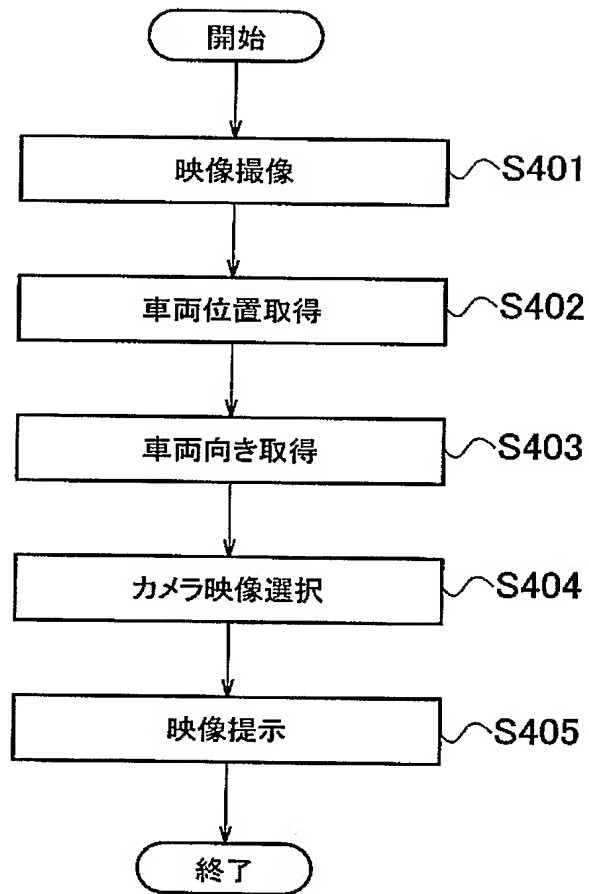 開始
映像撮像 S401
車両位置取得 S402
車両向き取得 S403
カメラ映像選択 S404
映像提示 S405
終了